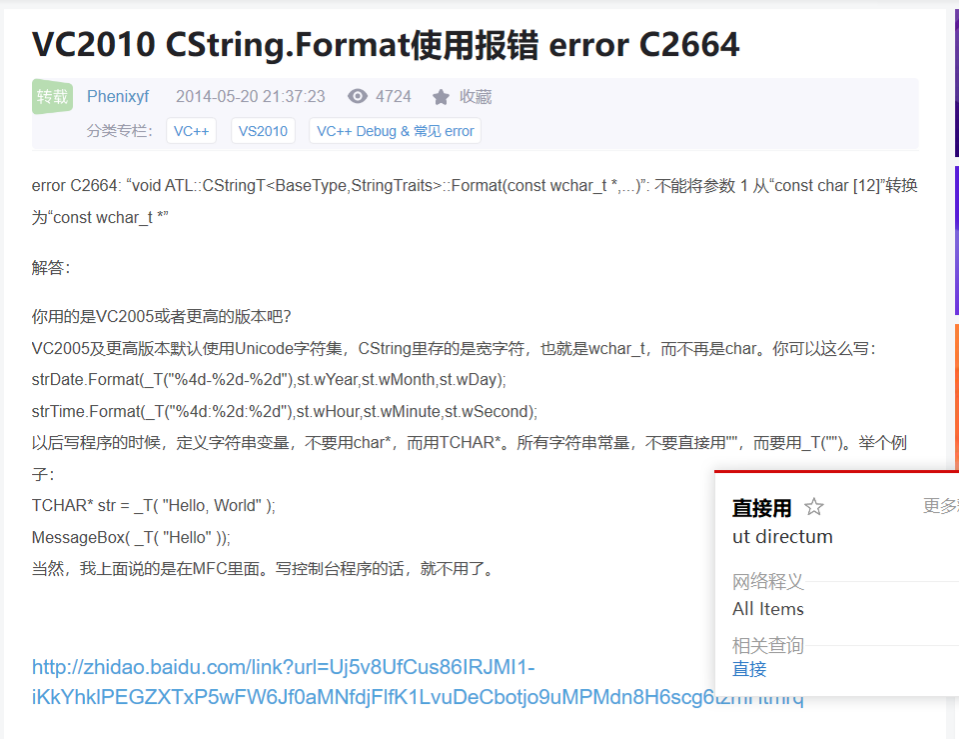 VC2010 CString.Format使用报错 error C2664
转载 Phenixyf 2014-05-20 21:37:23 4724 收藏
分类专栏： VC++ VS2010 VC++ Debug & 常见 error
error C2664: “void ATL::CStringT<BaseType,StringTraits>::Format(const wchar_t *,...)”: 不能将参数 1 从“const char [12]”转换
为“const wchar_t *”
解答：
你用的是VC2005或者更高的版本吧？
VC2005及更高版本默认使用Unicode字符集，CString里存的是宽字符，也就是wchar_t，而不再是char。你可以这么写：
strDate.Format(_T("%4d-%2d-%2d"),st.wYear,st.wMonth,st.wDay);
strTime.Format(_T("%4d:%2d:%2d"),st.wHour,st.wMinute,st.wSecond);
以后写程序的时候，定义字符串变量，不要用char*，而用TCHAR*。所有字符串常量，不要直接用""，而要用_T("")。举个例
子：
TCHAR* str = _T( "Hello, World" );
MessageBox( _T( "Hello" ));
当然，我上面说的是在MFC里面。写控制台程序的话，就不用了。
直接用 更多
ut directum
网络释义
All Items
相关查询
直接
http://zhidao.baidu.com/link?url=Uj5v8UfCus86IRJMI1-